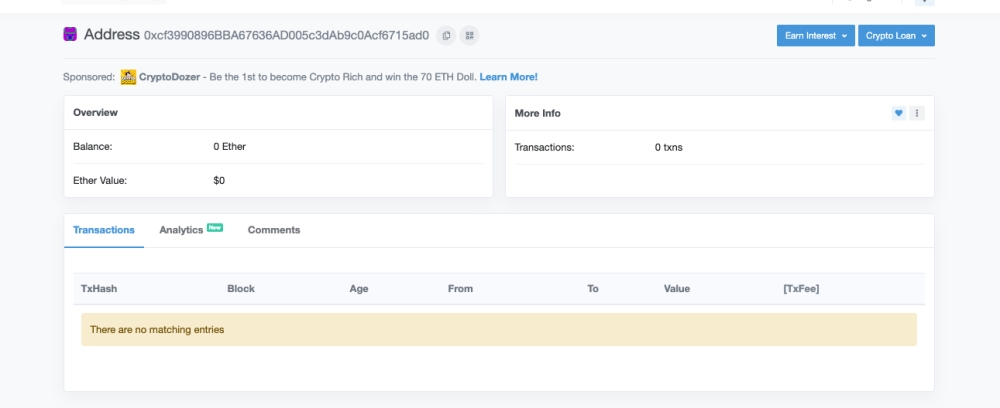 Address 0xcf3990896BBA67636AD005c3dAb9c0Acf6715ad0
Earn Interest
Crypto Loan
Sponsored: CryptoDozer - Be the 1st to become Crypto Rich and win the 70 ETH Doll. Learn More!
Overview
Balance: 0 Ether
Ether Value: $0
More Info
Transactions: 0 txns
Transactions Analytics New Comments
TxHash Block Age From To Value [TxFee]
There are no matching entries